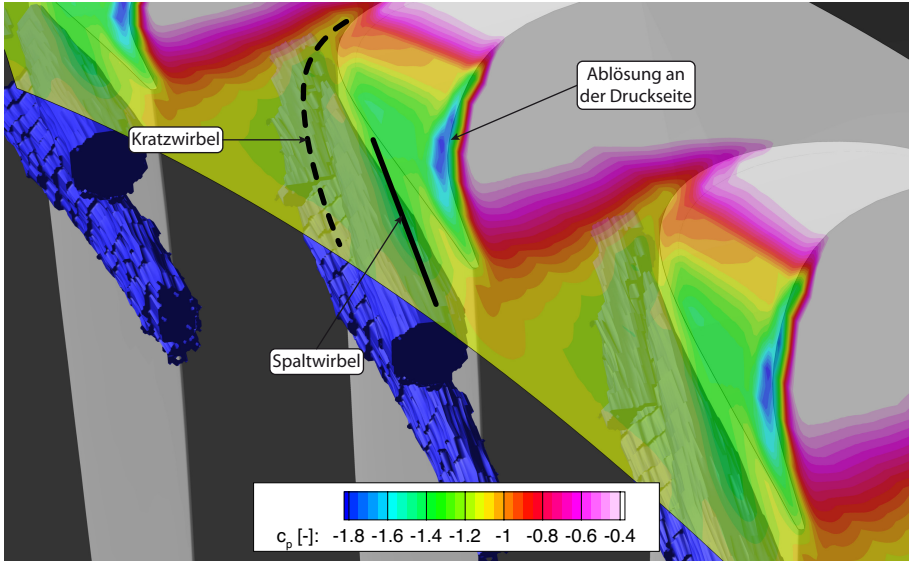 Ablösung an
der Druckseite
Kratzwirbel
Spaltwirbel
c_p [-]: -1.8 -1.6 -1.4 -1.2 -1 -0.8 -0.6 -0.4